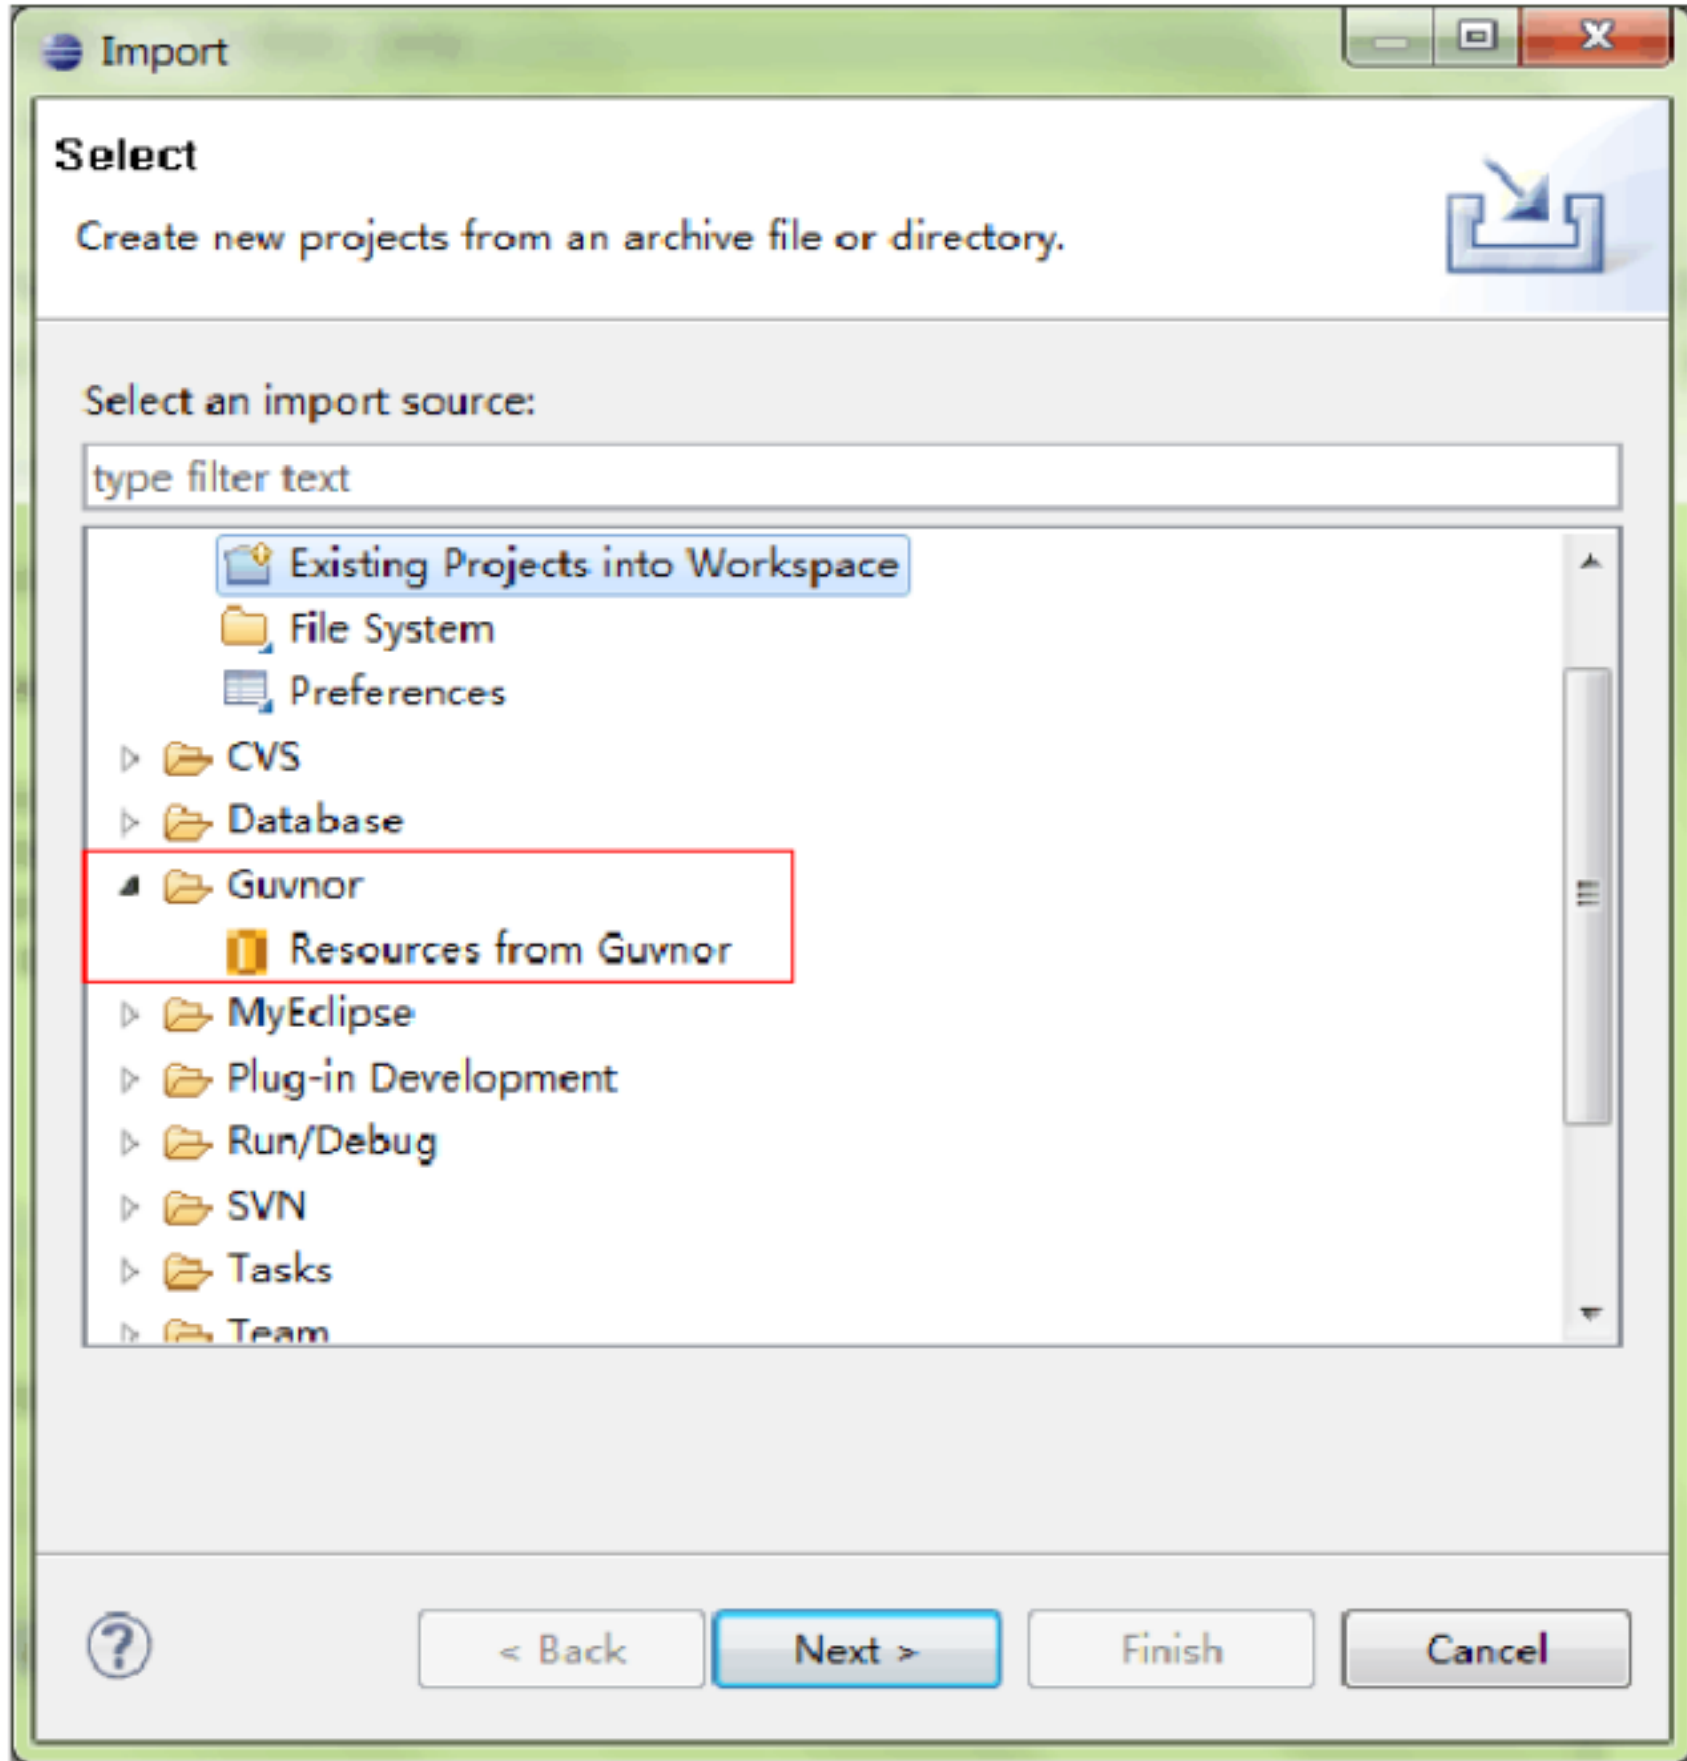 Import
Select
Create new projects from an archive file or directory.
Select an import source:
type filter text
Existing Projects into Workspace
File System
Preferences
CVS
Database
Guvnor
Resources from Guvnor
MyEclipse
Plug-in Development
Run/Debug
SVN
Tasks
Team
?
< Back
Next >
Finish
Cancel